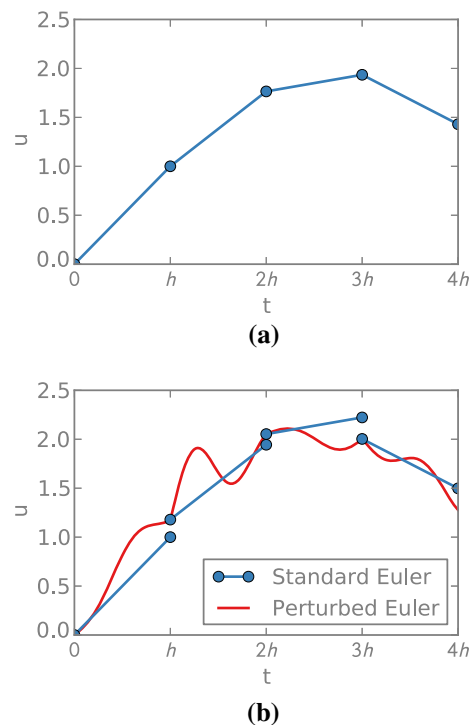 2.5
2.0
1.5
1.0
0.5
0.0
u
0 h 2h 3h 4h
t
(a)
2.5
2.0
1.5
1.0
0.5
0.0
u
Standard Euler
Perturbed Euler
0 h 2h 3h 4h
t
(b)